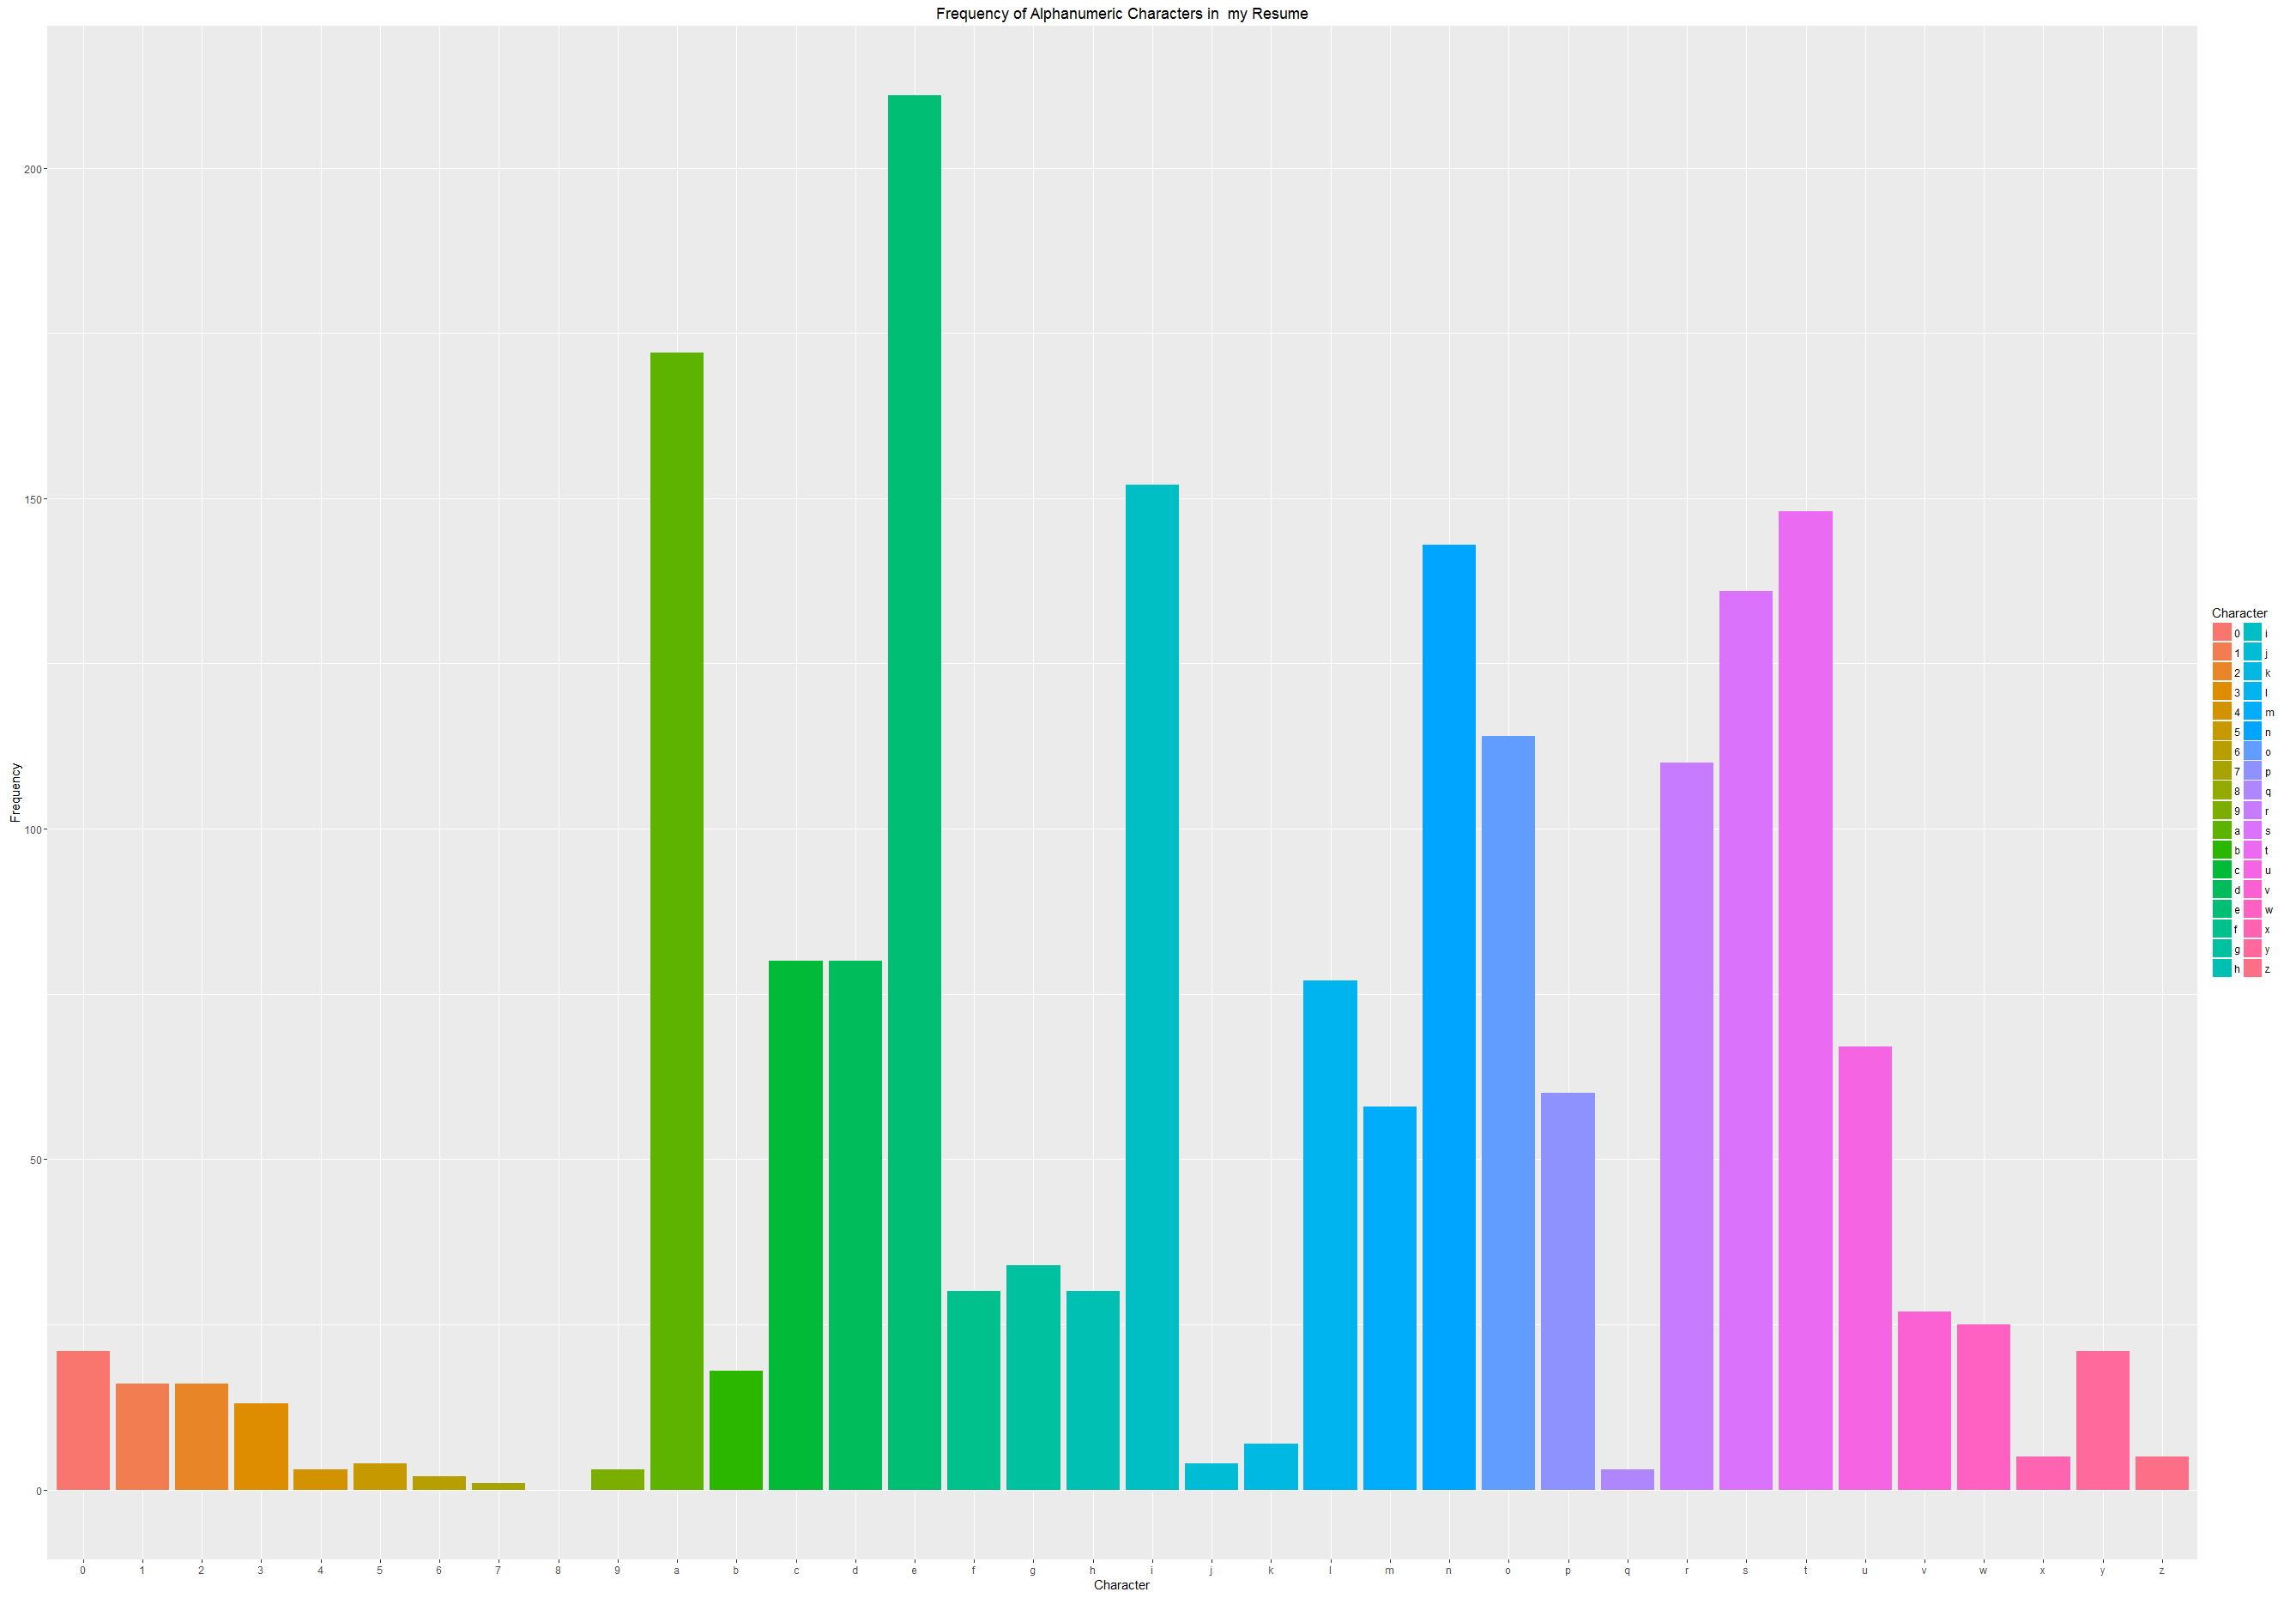 Frequency of Alphanumeric Characters in  my Resume
Frequency
200
150
100
50
0
0 1 2 3 4 5 6 7 8 9 a b c d e f g h i j k l m n o p q r s t u v w x y z
Character
Character
0 i
1 j
2 k
3 l
4 m
5 n
6 o
7 p
8 q
9 r
a s
b t
c u
d v
e w
f x
g y
h z